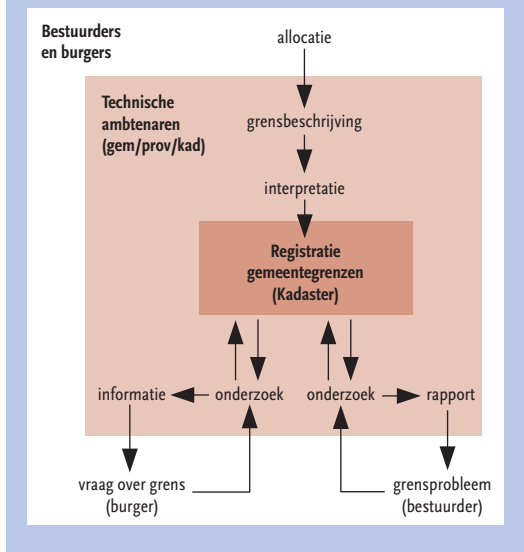 Bestuurders
en burgers
allocatie
Technische
ambtenaren
(gem/prov/kad)
grensbeschrijving
interpretatie
Registratie
gemeentegrenzen
(Kadaster)
informatie
onderzoek
onderzoek
rapport
vraag over grens
(burger)
grensprobleem
(bestuurder)